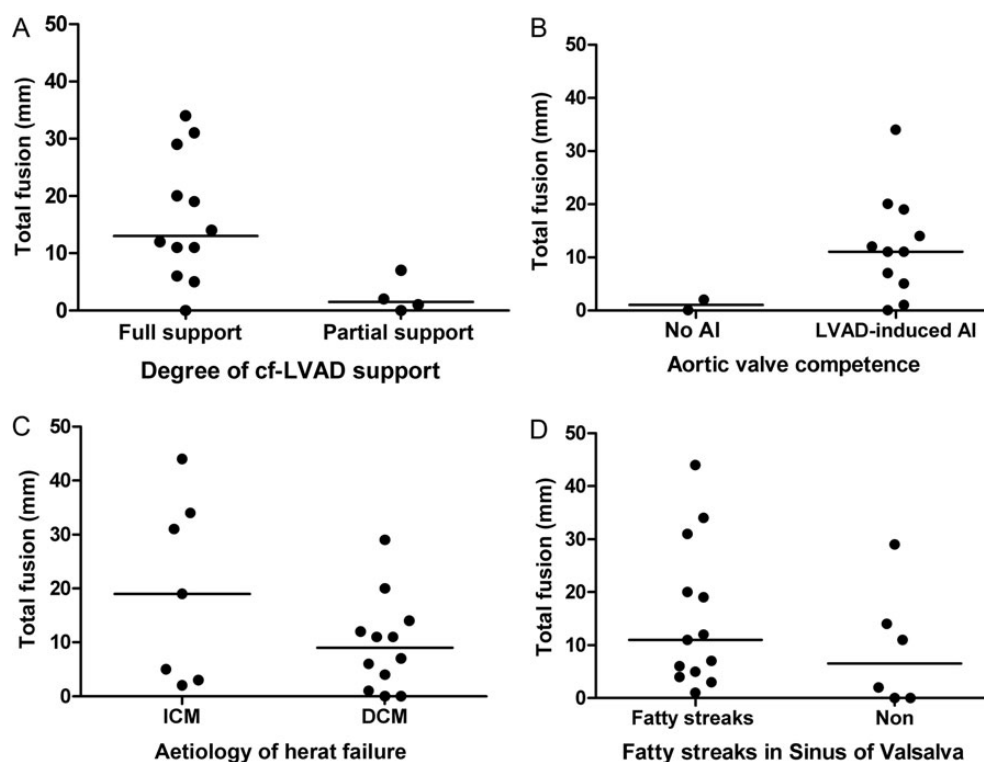 A
Total fusion (mm)
50
40
30
20
10
0
Full support Partial support
Degree of cf-LVAD support
B
Total fusion (mm)
50
40
30
20
10
0
No AI LVAD-induced AI
Aortic valve competence
C
Total fusion (mm)
50
40
30
20
10
0
ICM DCM
Aetiology of herat failure
D
Total fusion (mm)
50
40
30
20
10
0
Fatty streaks Non
Fatty streaks in Sinus of Valsalva